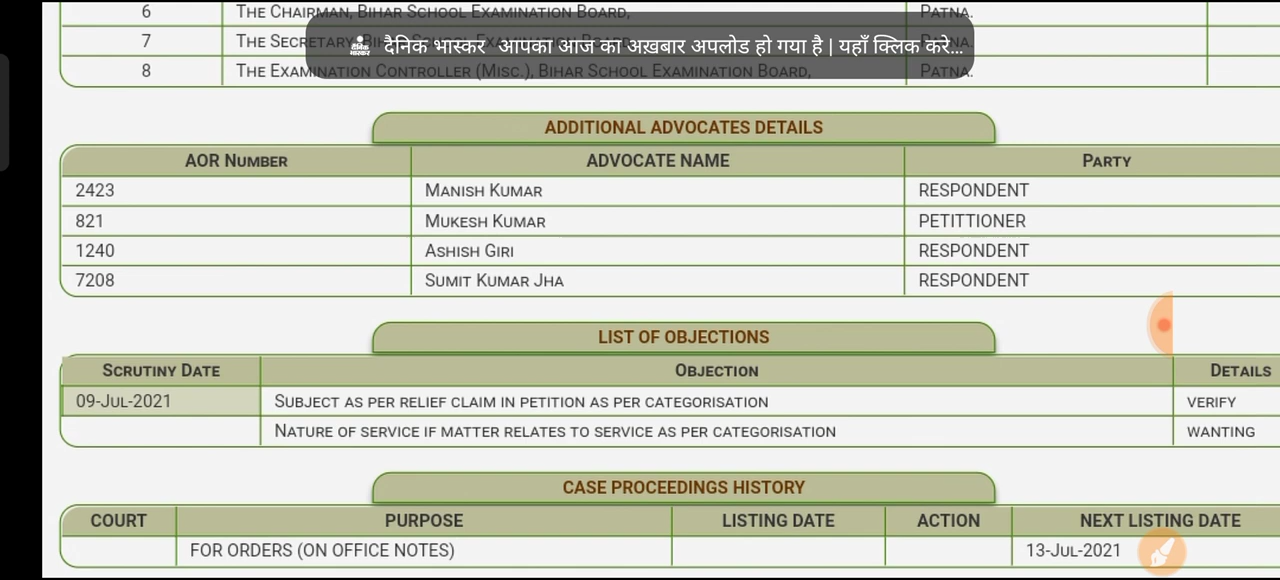 6 The Chairman, Bihar School Examination Board, Patna.
7 The Secretary, Bihar School Examination Board, Patna.
दैनिक भास्कर आपका आज का अख़बार अपलोड हो गया है | यहाँ क्लिक करे...
8 The Examination Controller (Misc.), Bihar School Examination Board, Patna.
ADDITIONAL ADVOCATES DETAILS
AOR Number ADVOCATE NAME Party
2423 Manish Kumar RESPONDENT
821 Mukesh Kumar PETITTIONER
1240 Ashish Giri RESPONDENT
7208 Sumit Kumar Jha RESPONDENT
LIST OF OBJECTIONS
Scrutiny Date Objection Details
09-Jul-2021 Subject as per relief claim in petition as per categorisation verify
Nature of service if matter relates to service as per categorisation wanting
CASE PROCEEDINGS HISTORY
COURT PURPOSE LISTING DATE ACTION NEXT LISTING DATE
FOR ORDERS (ON OFFICE NOTES) 13-Jul-2021